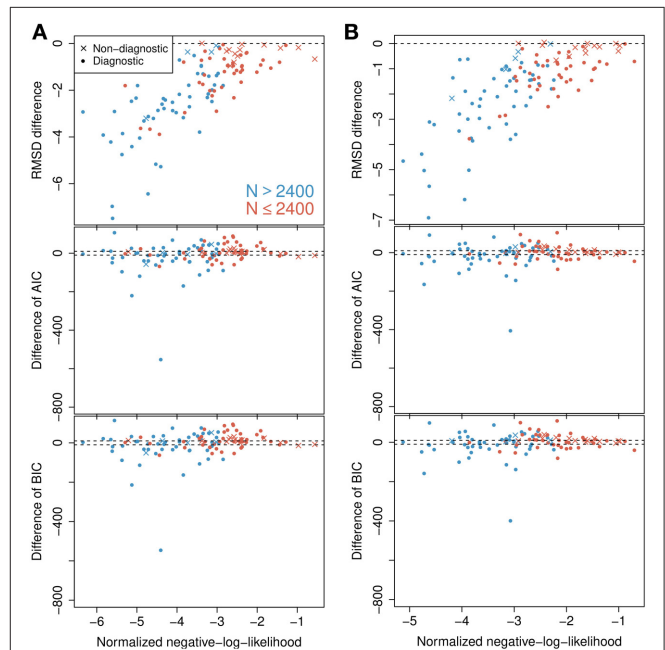 A
B
× Non-diagnostic
• Diagnostic
N > 2400
N ≤ 2400
RMSD difference
0
−2
−4
−6
RMSD difference
0
−1
−3
−5
−7
Difference of AIC
0
−400
−800
Difference of AIC
0
−400
−800
Difference of BIC
0
−400
−800
Difference of BIC
0
−400
−800
−6 −5 −4 −3 −2 −1
−5 −4 −3 −2 −1
Normalized negative−log−likelihood
Normalized negative−log−likelihood